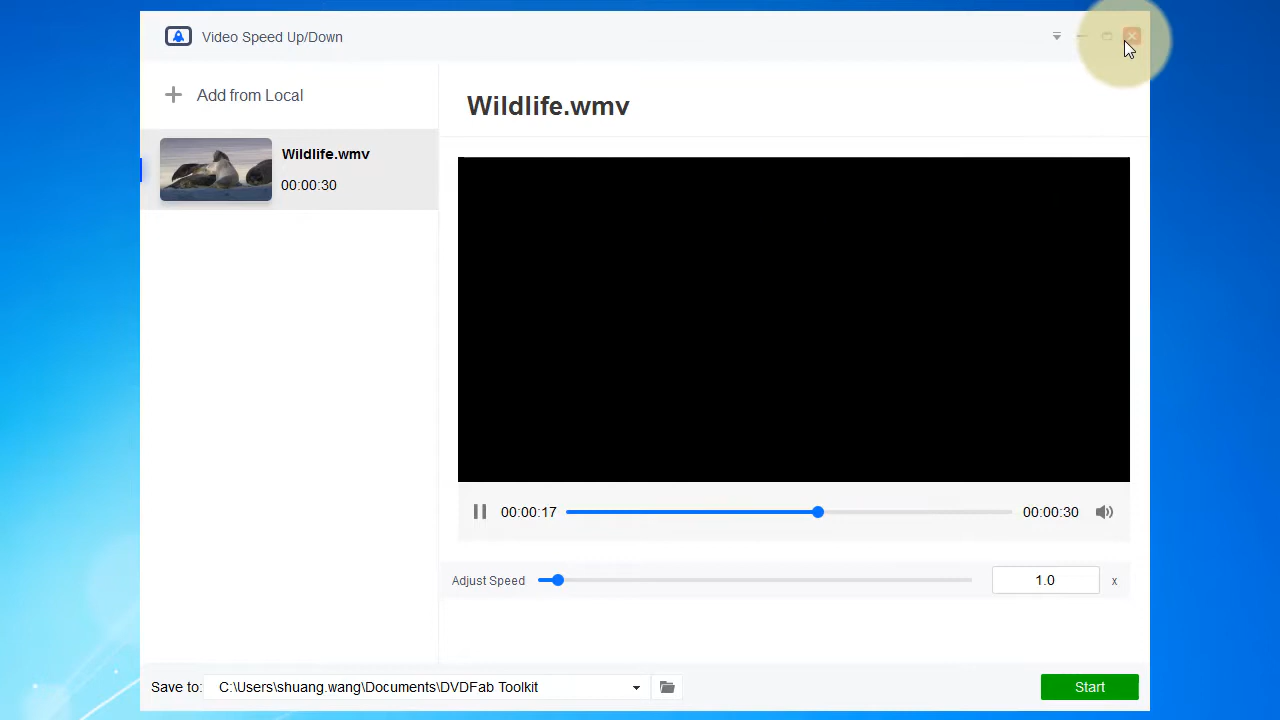 Video Speed Up/Down
Add from Local
Wildlife.wmv
00:00:30
Wildlife.wmv
00:00:17
00:00:30
Adjust Speed
1.0
x
Save to:
C:\Users\shuang.wang\Documents\DVDFab Toolkit
Start